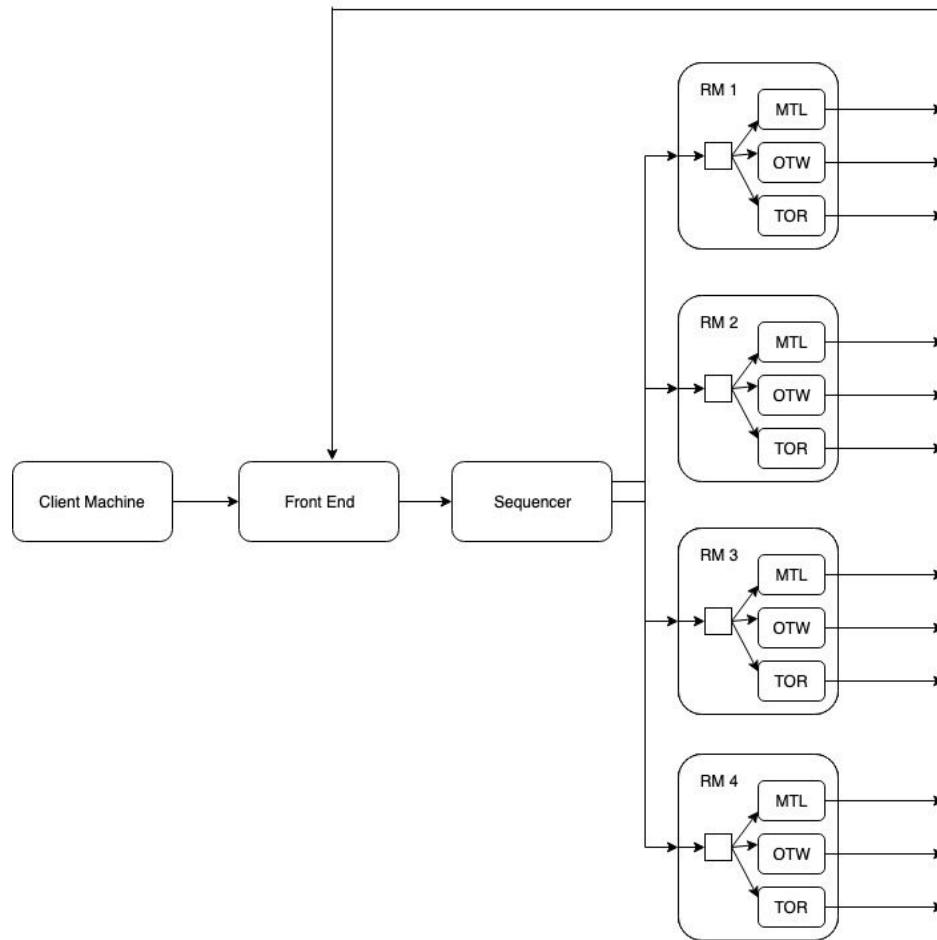 RM 1
MTL
OTW
TOR
RM 2
MTL
OTW
TOR
Client Machine
Front End
Sequencer
RM 3
MTL
OTW
TOR
RM 4
MTL
OTW
TOR